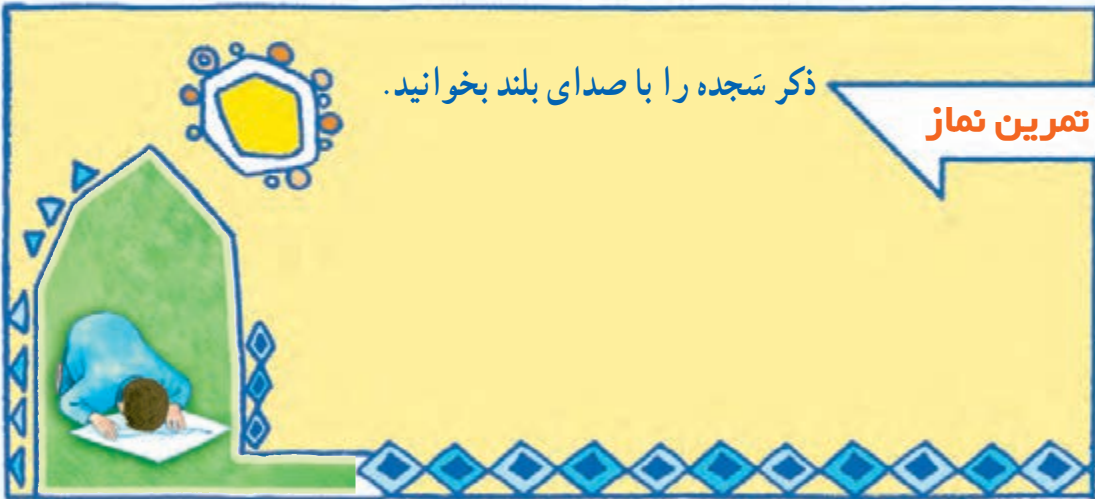 تمرین نماز
ذکر سَجده را با صدای بلند بخوانید.